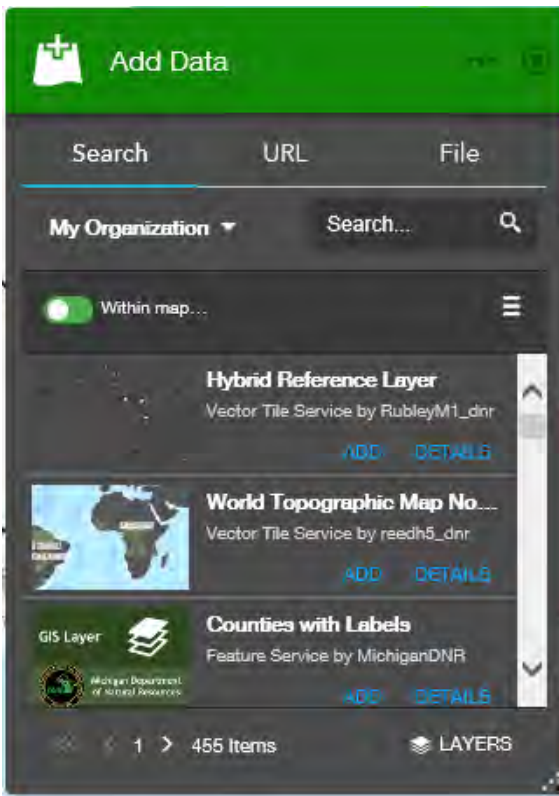 Add Data
Search URL File
My Organization Search...
Within map...
Hybrid Reference Layer
Vector Tile Service by RubleyM1_dnr
ADD DETAILS
World Topographic Map No...
Vector Tile Service by reedh5_dnr
ADD DETAILS
GIS Layer
Michigan Department
of Natural Resources
Counties with Labels
Feature Service by MichiganDNR
ADD DETAILS
1 455 Items LAYERS